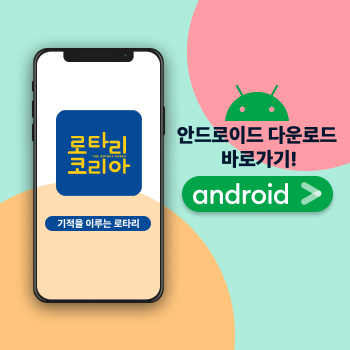 로타리
THE ROTARY KOREA
코리아
기적을 이루는 로타리
안드로이드 다운로드
바로가기!
android